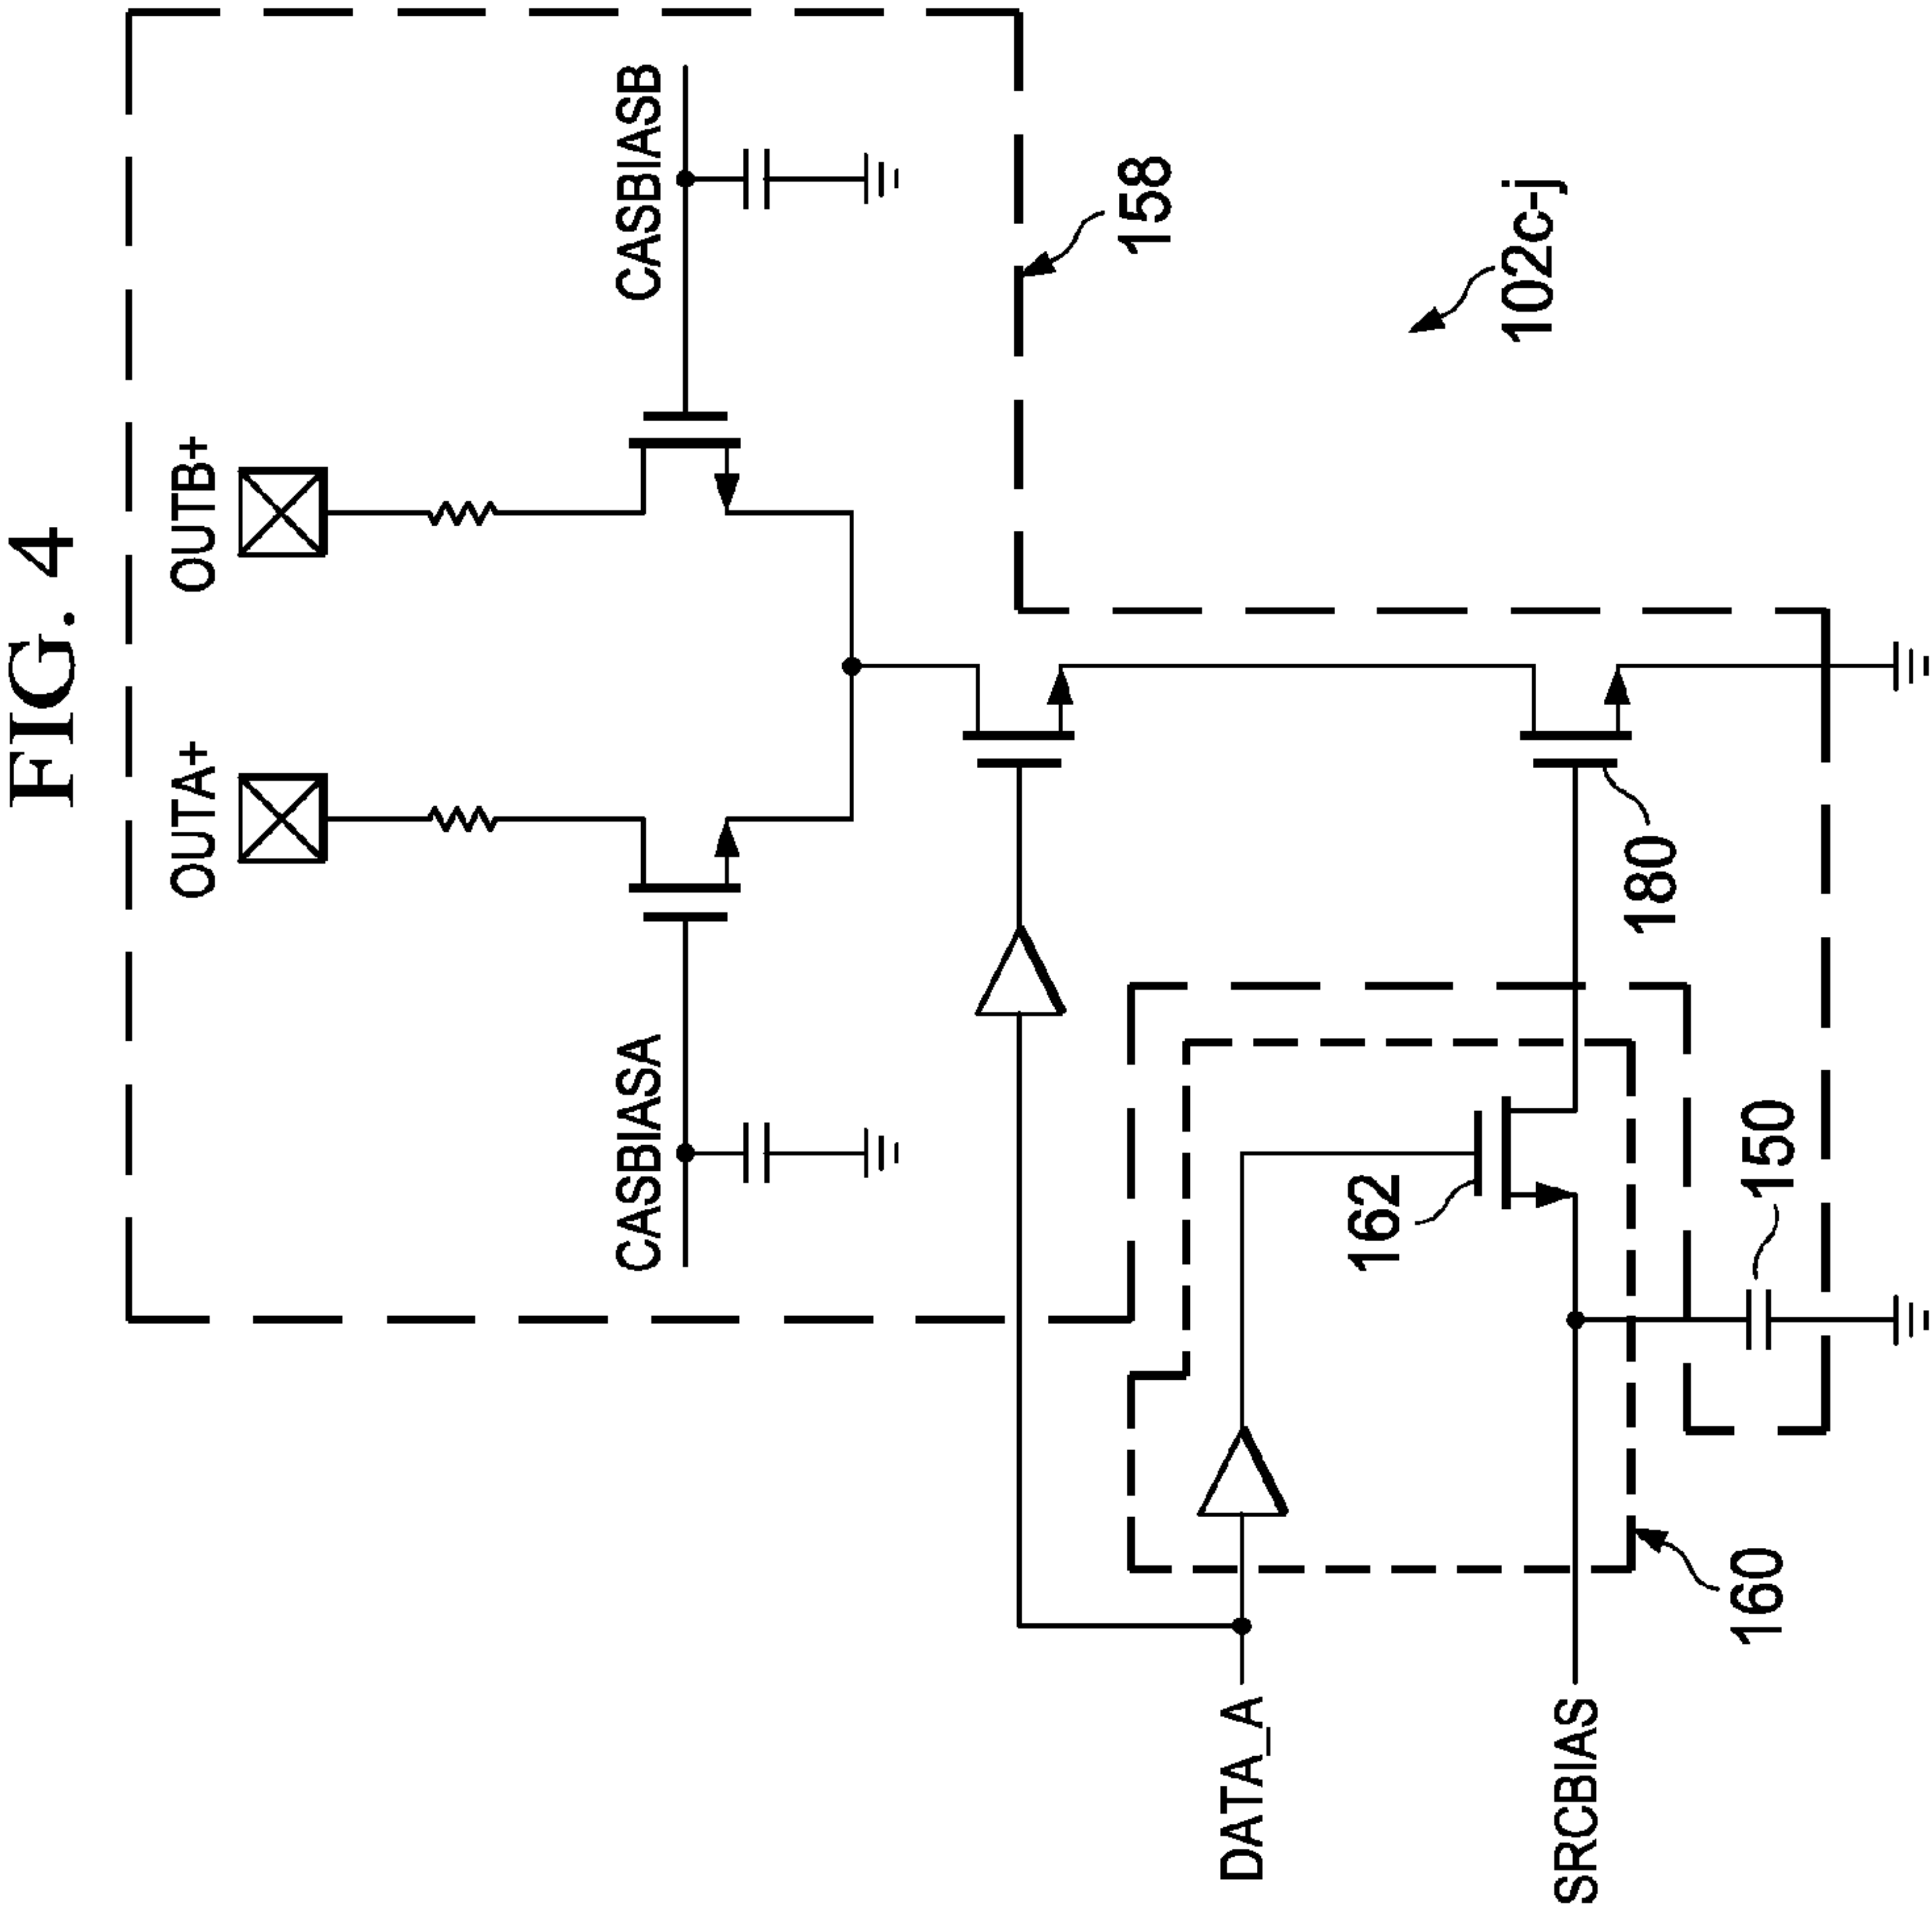 FIG. 4
OUTA+
OUTB+
CASBIASA
CASBIASB
158
102c-j
DATA_A
162
180
SRCBIAS
150
160